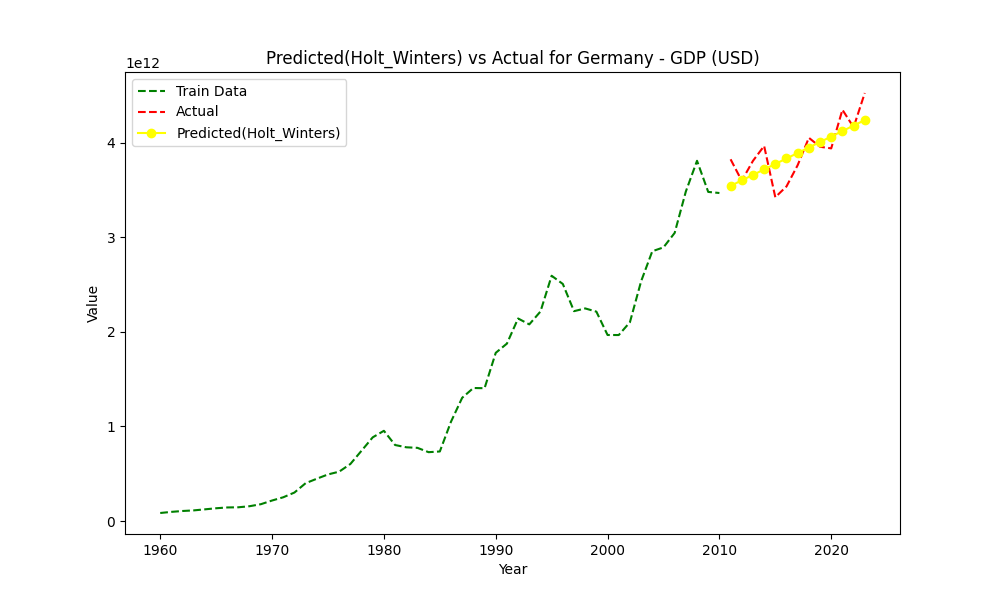 Predicted(Holt_Winters) vs Actual for Germany - GDP (USD)
1e12
Train Data
Actual
Predicted(Holt_Winters)
4
3
2
1
0
Value
1960 1970 1980 1990 2000 2010 2020
Year